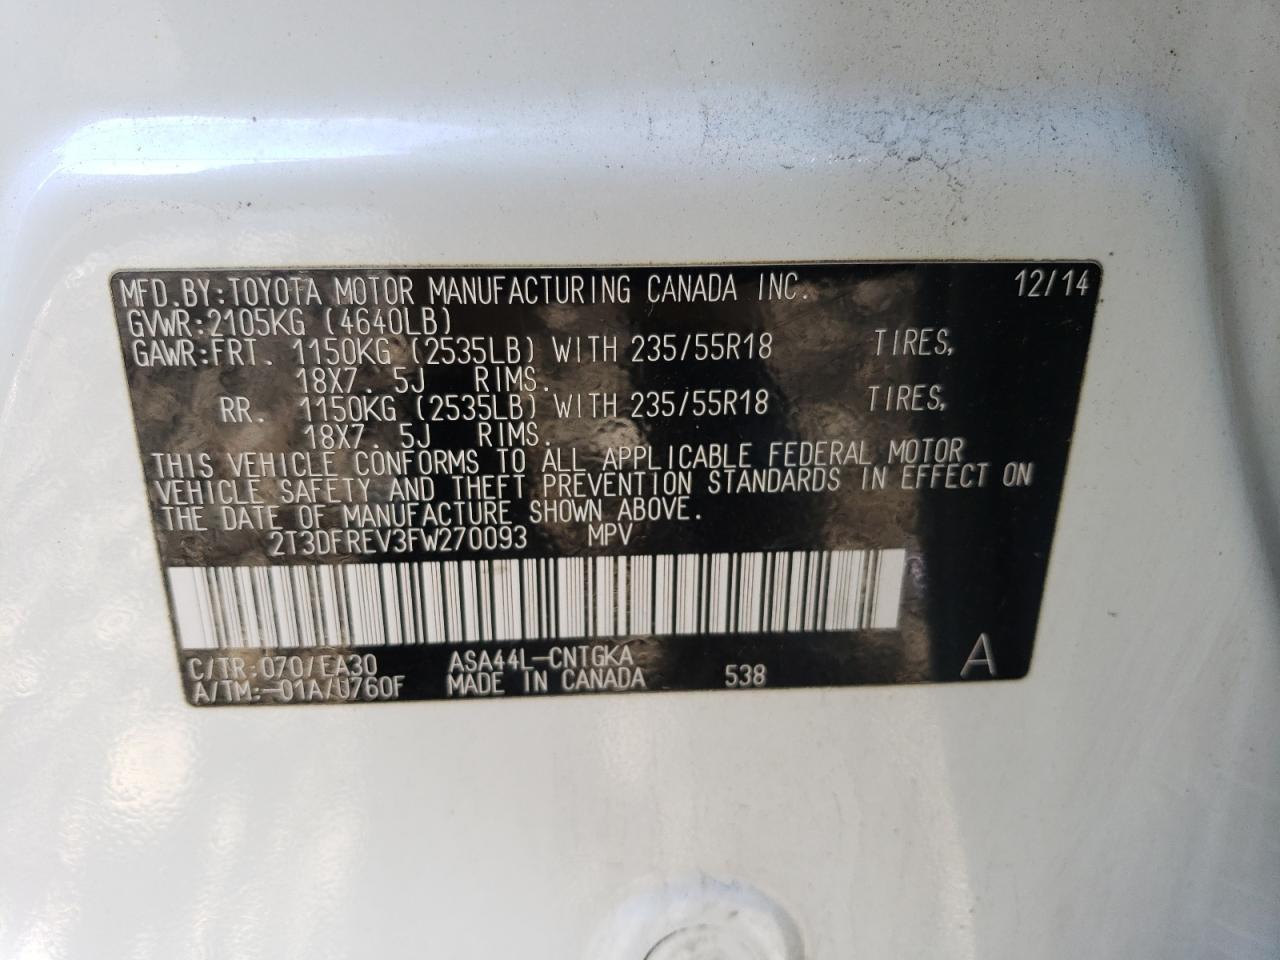 MFD.BY:TOYOTA MOTOR MANUFACTURING CANADA INC. 12/14
GVWR:2105KG (4640LB)
GAWR:FRT. 1150KG (2535LB) WITH 235/55R18 TIRES,
18X7. 5J RIMS.
RR. 1150KG (2535LB) WITH 235/55R18 TIRES,
18X7. 5J RIMS.
THIS VEHICLE CONFORMS TO ALL APPLICABLE FEDERAL MOTOR
VEHICLE SAFETY AND THEFT PREVENTION STANDARDS IN EFFECT ON
THE DATE OF MANUFACTURE SHOWN ABOVE.
2T3DFREV3FW270093 MPV
C/TR:070/EA30 ASA44L-CNTGKA
A/TM:-01A/U760F MADE IN CANADA 538 A